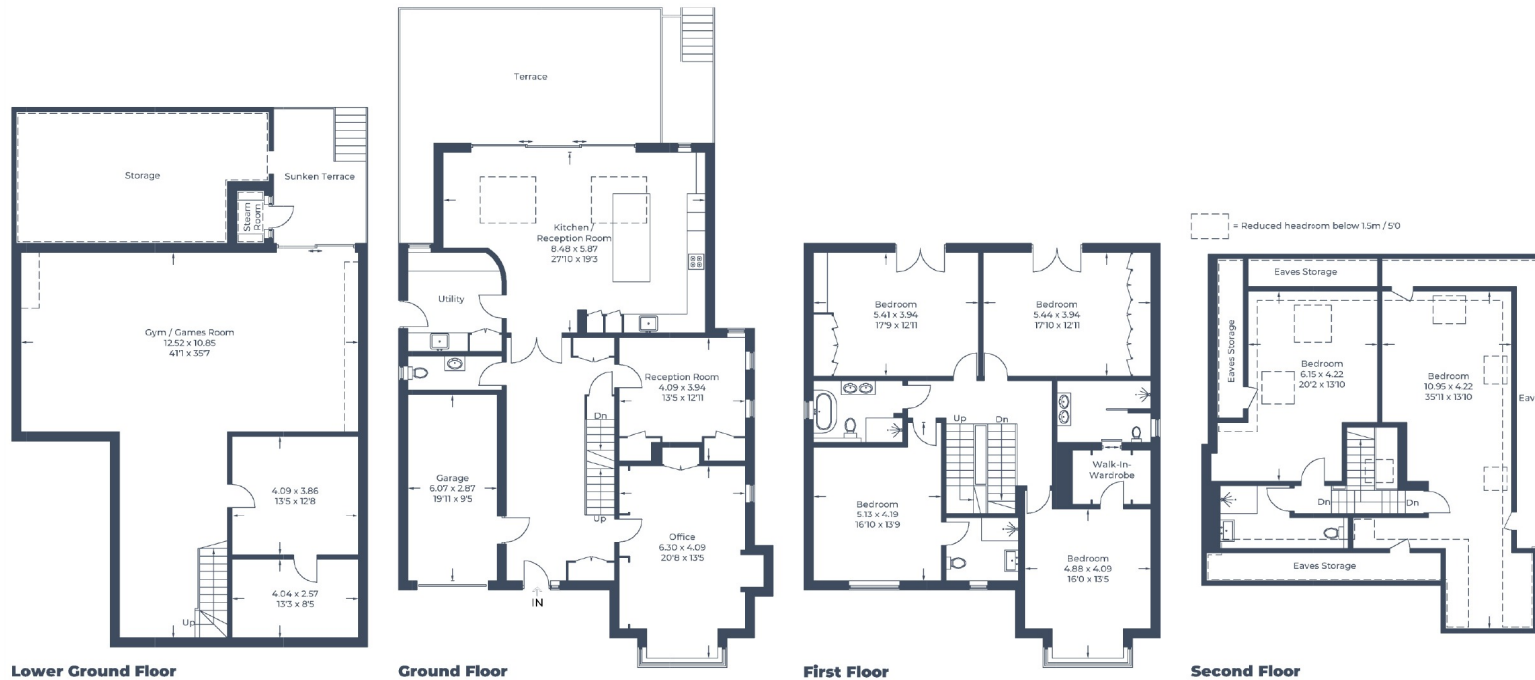 Storage
Sunken Terrace
Steam
Room
Gym / Games Room
12.52 x 10.85
41'1 x 35'7
4.09 x 3.86
13'5 x 12'8
4.04 x 2.57
13'3 x 8'5
Up
Lower Ground Floor
Terrace
Kitchen /
Reception Room
8.48 x 5.87
27'10 x 19'3
Utility
Reception Room
4.09 x 3.94
13'5 x 12'11
Dn
Garage
6.07 x 2.87
19'11 x 9'5
Up
Office
6.30 x 4.09
20'8 x 13'5
IN
Ground Floor
Bedroom
5.41 x 3.94
17'9 x 12'11
Bedroom
5.44 x 3.94
17'10 x 12'11
Up
Dn
Walk-In-
Wardrobe
Bedroom
5.13 x 4.19
16'10 x 13'9
Bedroom
4.88 x 4.09
16'0 x 13'5
First Floor
= Reduced headrom below 1.5m / 5'0
Eaves Storage
Eaves Storage
Bedroom
6.15 x 4.22
20'2 x 13'10
Bedroom
10.95 x 4.22
35'11 x 13'10
Dn
Dn
Eaves Storage
Second Floor